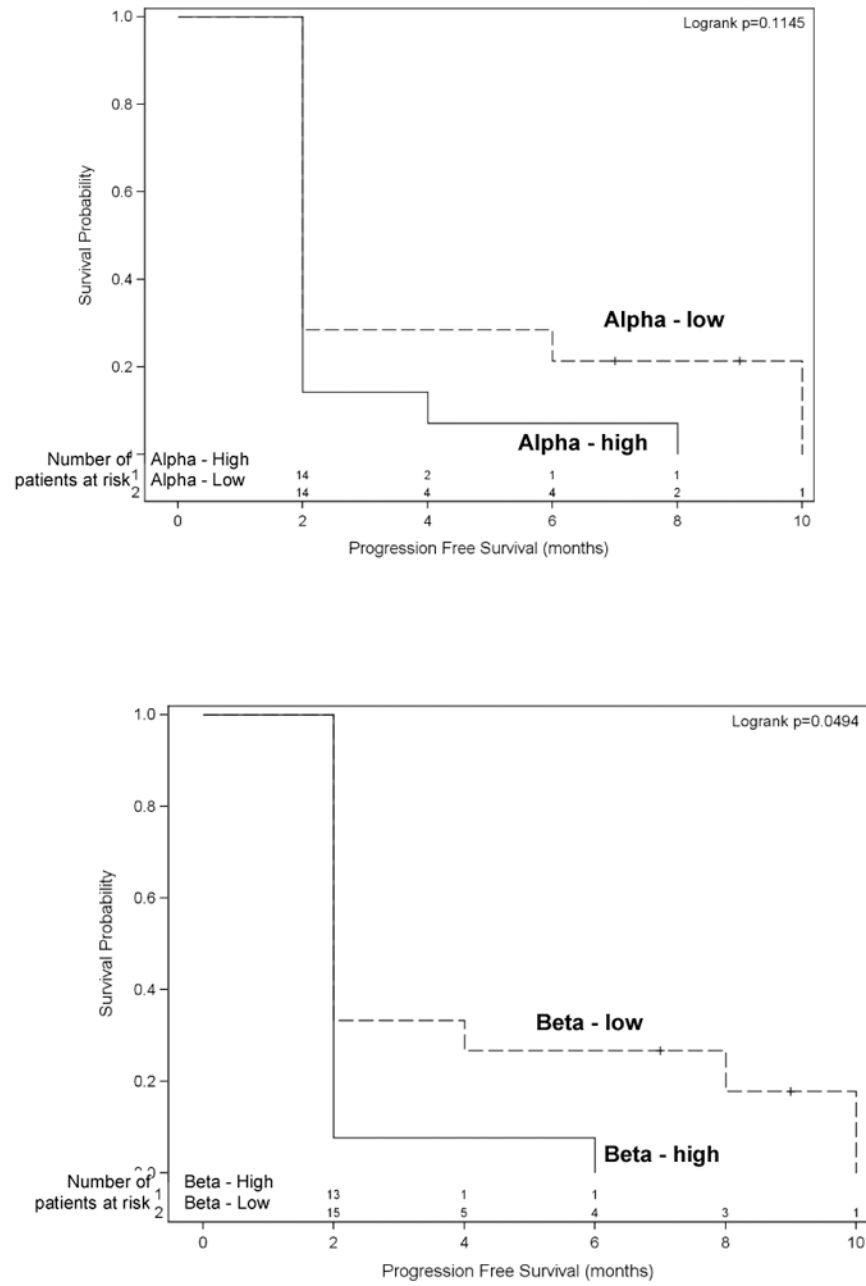 1.0
Logrank p=0.1145
0.8
0.6
0.4
0.2
Survival Probability
Alpha - low
Alpha - high
Number of Alpha - High
1 14 2 1 1
patients at risk Alpha - Low
2 14 4 4 2 1
0 2 4 6 8 10
Progression Free Survival (months)
1.0
Logrank p=0.0494
0.8
0.6
0.4
0.2
Survival Probability
Beta - low
Beta - high
Number of Beta - High
1 13 1 1
patients at risk Beta - Low
2 15 5 4 3 1
0 2 4 6 8 10
Progression Free Survival (months)